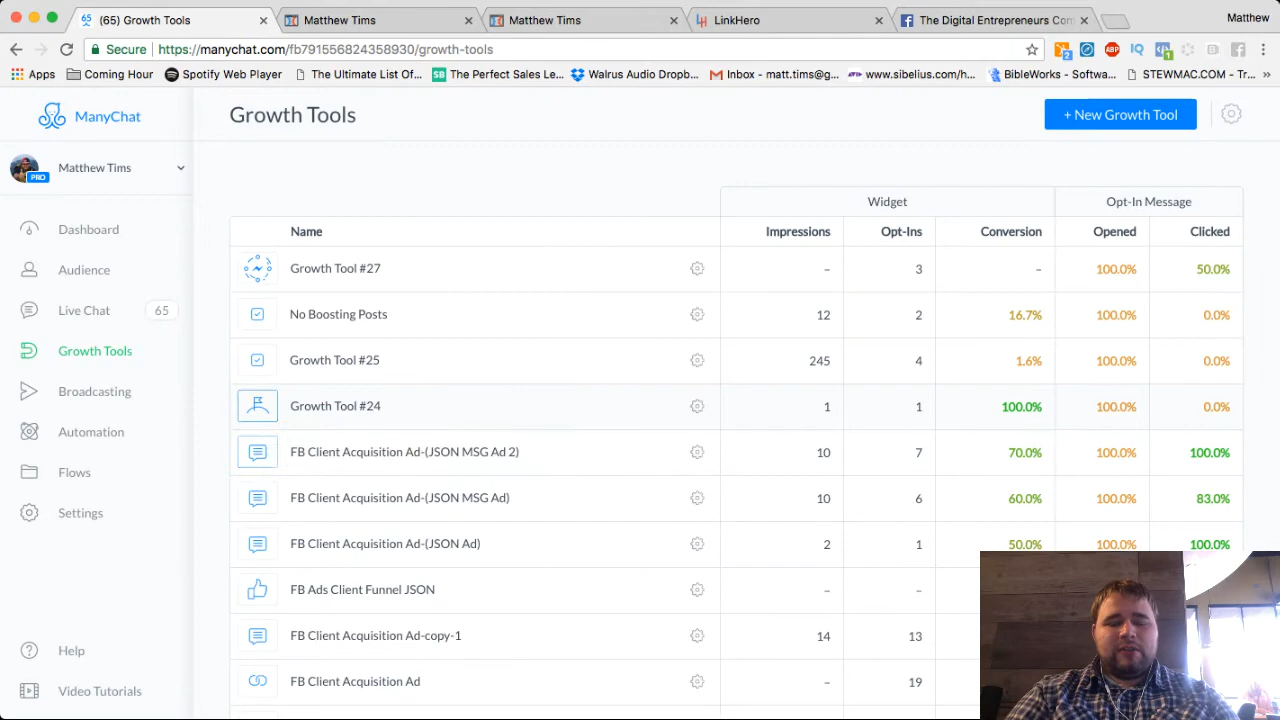 (65) Growth Tools
Matthew Tims
Matthew Tims
LinkHero
The Digital Entrepreneurs Com
Matthew
Secure
https://manychat.com/fb791556824358930/growth-tools
Apps
Coming Hour
Spotify Web Player
The Ultimate List Of...
The Perfect Sales Le...
Walrus Audio Dropb...
Inbox - matt.tims@g...
www.sibelius.com/h...
BibleWorks - Softwa...
STEWMAC.COM - Tr...
ManyChat
Matthew Tims
PRO
Dashboard
Audience
Live Chat 65
Growth Tools
Broadcasting
Automation
Flows
Settings
Help
Video Tutorials
Growth Tools
+ New Growth Tool
Widget Opt-In Message
Name Impressions Opt-Ins Conversion Opened Clicked
Growth Tool #27 – 3 – 100.0% 50.0%
No Boosting Posts 12 2 16.7% 100.0% 0.0%
Growth Tool #25 245 4 1.6% 100.0% 0.0%
Growth Tool #24 1 1 100.0% 100.0% 0.0%
FB Client Acquisition Ad-(JSON MSG Ad 2) 10 7 70.0% 100.0% 100.0%
FB Client Acquisition Ad-(JSON MSG Ad) 10 6 60.0% 100.0% 83.0%
FB Client Acquisition Ad-(JSON Ad) 2 1 50.0% 100.0% 100.0%
FB Ads Client Funnel JSON – –
FB Client Acquisition Ad-copy-1 14 13
FB Client Acquisition Ad – 19